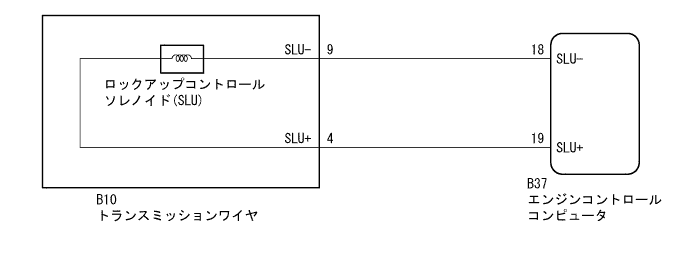 SLU- 9 18 SLU-
ロックアップコントロール
ソレノイド(SLU)
SLU+ 4 19 SLU+
B10
トランスミッションワイヤ
B37
エンジンコントロール
コンピュータ